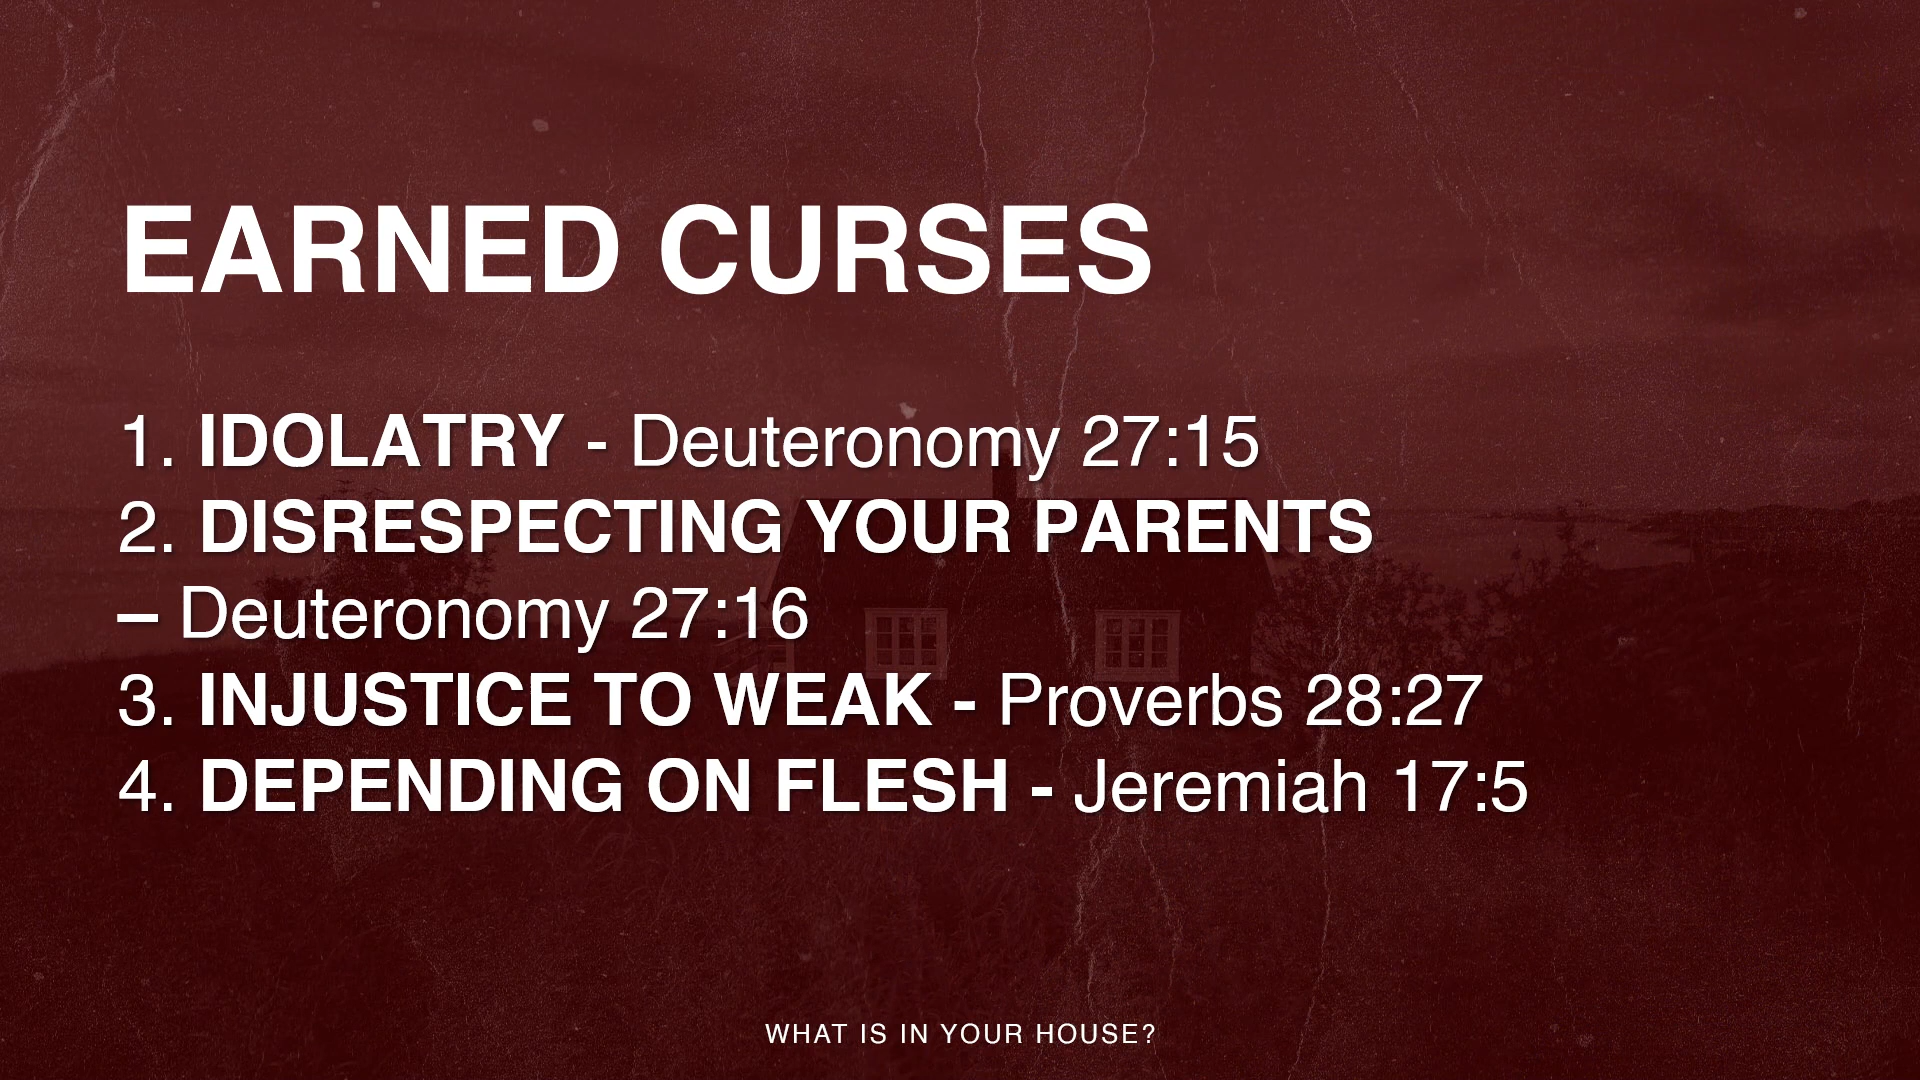 EARNED CURSES
1. IDOLATRY - Deuteronomy 27:15
2. DISRESPECTING YOUR PARENTS
– Deuteronomy 27:16
3. INJUSTICE TO WEAK - Proverbs 28:27
4. DEPENDING ON FLESH - Jeremiah 17:5
WHAT IS IN YOUR HOUSE?